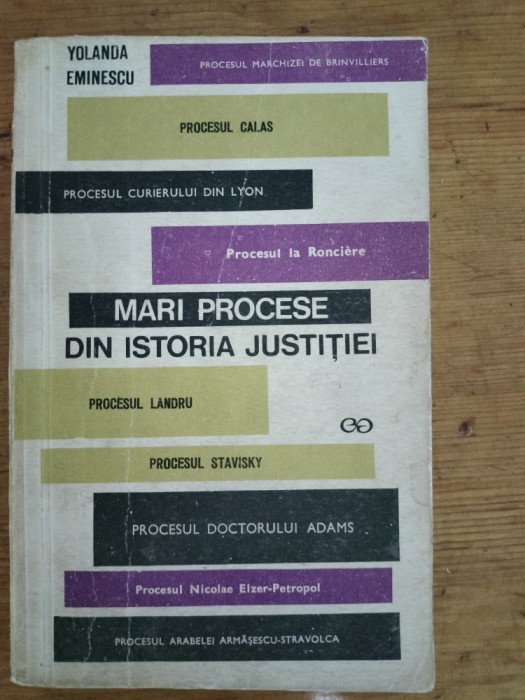 YOLANDA
EMINESCU
PROCESUL MARCHIZEI DE BRINVILLIERS
PROCESUL CALAS
PROCESUL CURIERULUI DIN LYON
Procesul la Roncière
MARI PROCESE
DIN ISTORIA JUSTIȚIEI
PROCESUL LANDRU
PROCESUL STAVISKY
PROCESUL DOCTORULUI ADAMS
Procesul Nicolae Elzer-Petropol
PROCESUL ARABELEI ARMĂȘESCU-STRAVOLCA